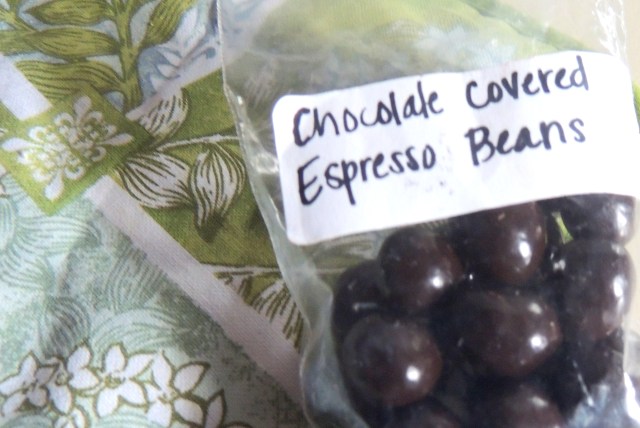 Chocolate Covered
Espresso Beans